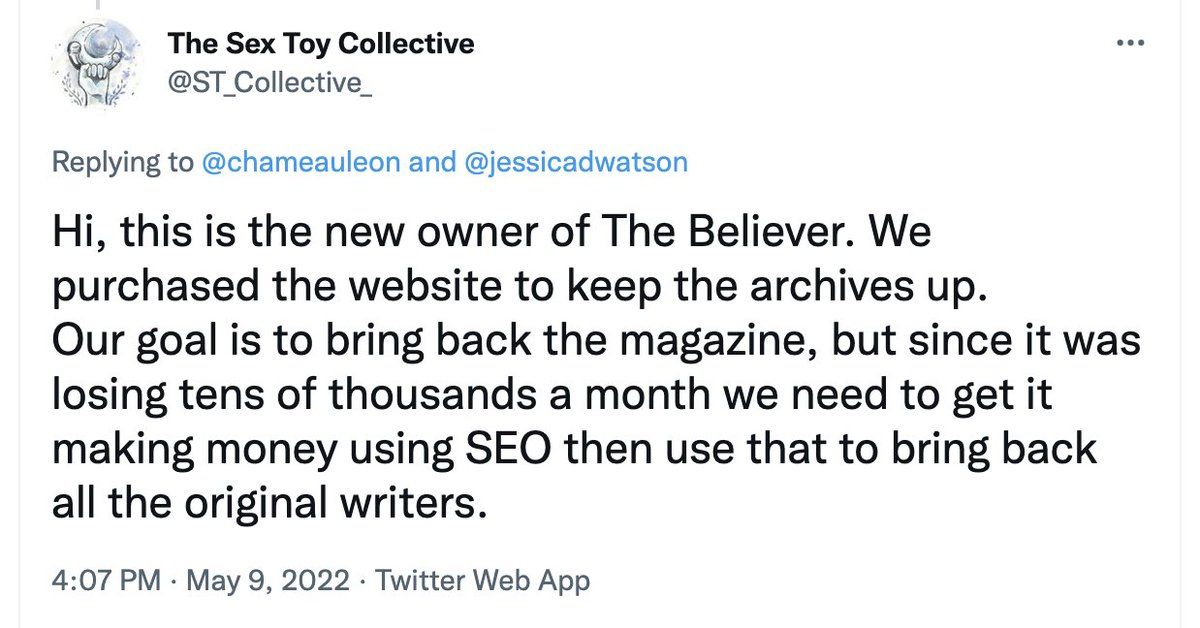 The Sex Toy Collective
@ST_Collective_
Replying to @chameauleon and @jessicadwatson
Hi, this is the new owner of The Believer. We
purchased the website to keep the archives up.
Our goal is to bring back the magazine, but since it was
losing tens of thousands a month we need to get it
making money using SEO then use that to bring back
all the original writers.
4:07 PM · May 9, 2022 · Twitter Web App